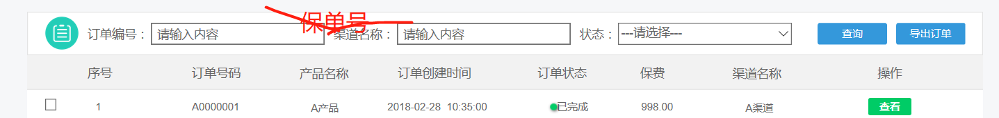 保单号
订单编号： 请输入内容 渠道名称： 请输入内容 状态： ---请选择--- 查询 导出订单
序号 订单号码 产品名称 订单创建时间 订单状态 保费 渠道名称 操作
1 A0000001 A产品 2018-02-28 10:35:00 已完成 998.00 A渠道 查看